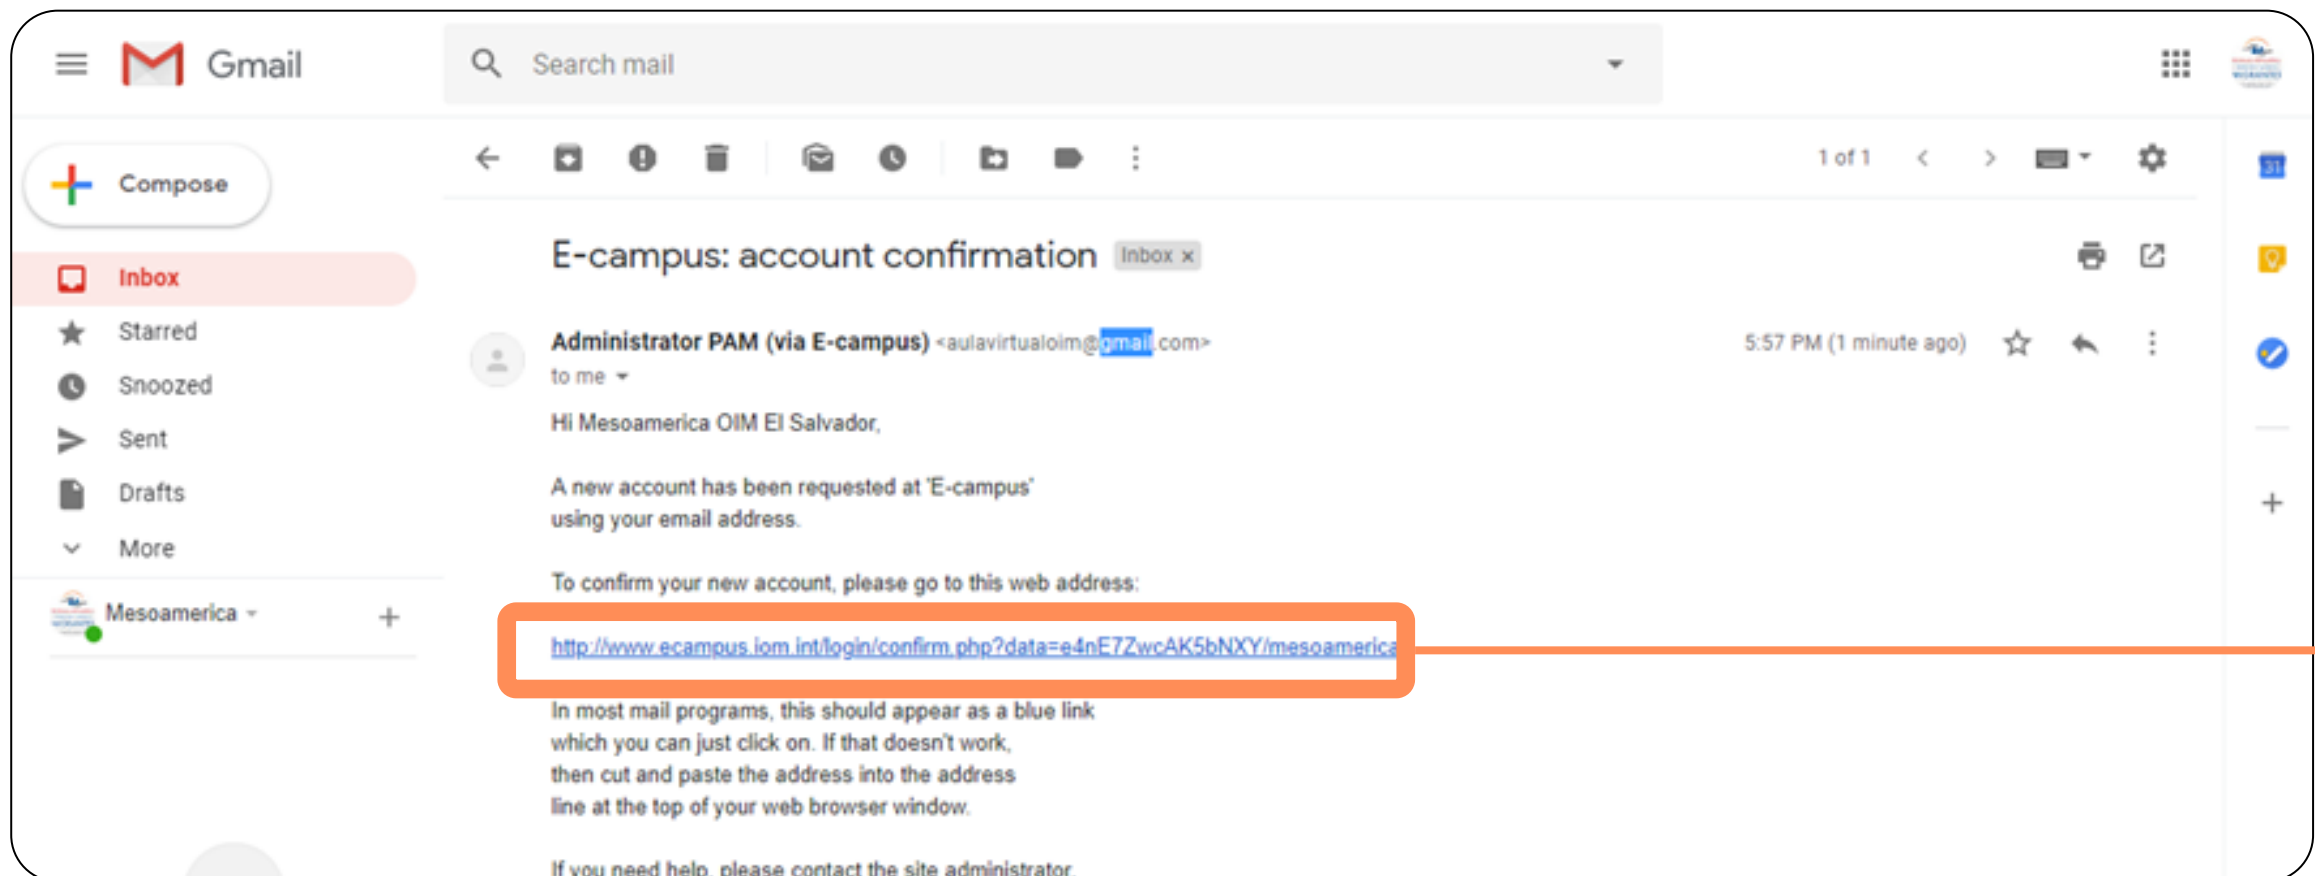 Gmail
Search mail
Compose
1 of 1
31
Inbox
Starred
Snoozed
Sent
Drafts
More
Mesoamerica
E-campus: account confirmation Inbox x
Administrator PAM (via E-campus) <aulavirtualoim@gmail.com> 5:57 PM (1 minute ago)
to me
Hi Mesoamerica OIM El Salvador,
A new account has been requested at 'E-campus'
using your email address.
To confirm your new account, please go to this web address:
http://www.ecampus.iom.int/login/confirm.php?data=e4nE7ZwcAK5bNXY/mesoamerica
In most mail programs, this should appear as a blue link
which you can just click on. If that doesn't work,
then cut and paste the address into the address
line at the top of your web browser window.
If you need help, please contact the site administrator,